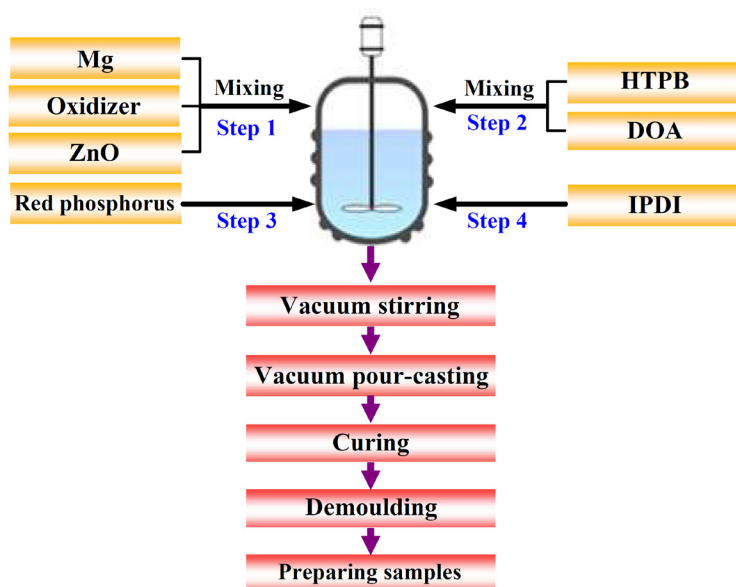 Mg
Oxidizer
ZnO
Mixing
Step 1
Mixing
Step 2
HTPB
DOA
Red phosphorus
Step 3
Step 4
IPDI
Vacuum stirring
Vacuum pour-casting
Curing
Demoulding
Preparing samples